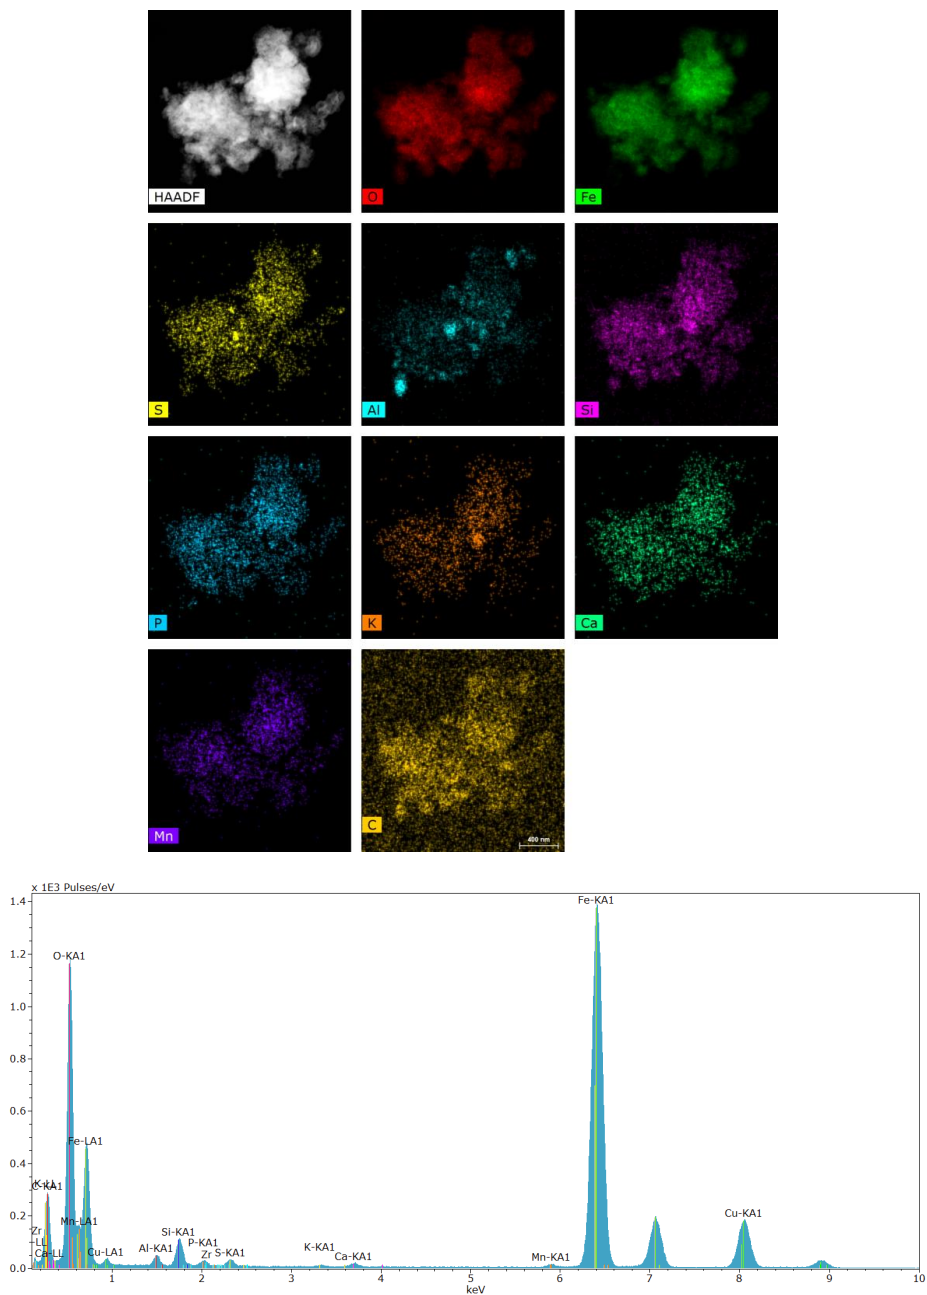 HAADF
O
Fe
S
Al
Si
P
K
Ca
Mn
C
400 nm
x 1E3 Pulses/eV
1.4
1.2
1.0
0.8
0.6
0.4
0.2
0.0
Fe-KA1
O-KA1
Fe-LA1
K-LL
C-KA1
Mn-LA1
Zr
LL
Ca-LL
Cu-LA1
Al-KA1
Si-KA1
P-KA1
Zr
S-KA1
K-KA1
Ca-KA1
Mn-KA1
Cu-KA1
1 2 3 4 5 6 7 8 9 10
keV